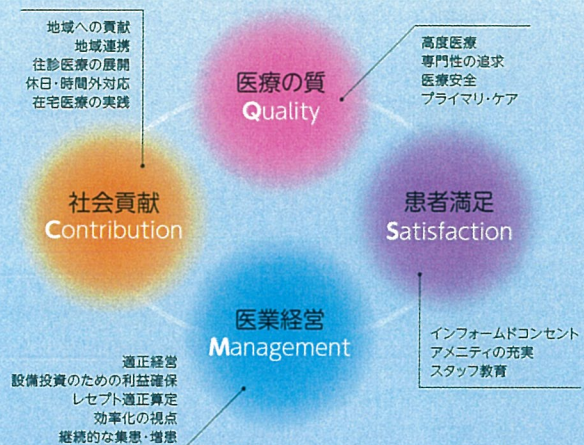 地域への貢献
地域連携
往診医療の展開
休日・時間外対応
在宅医療の実践
医療の質
Quality
高度医療
専門性の追求
医療安全
プライマリ・ケア
社会貢献
Contribution
患者満足
Satisfaction
医業経営
Management
適正経営
設備投資のための利益確保
レセプト適正算定
効率化の視点
継続的な集患・増患
インフォームドコンセント
アメニティの充実
スタッフ教育